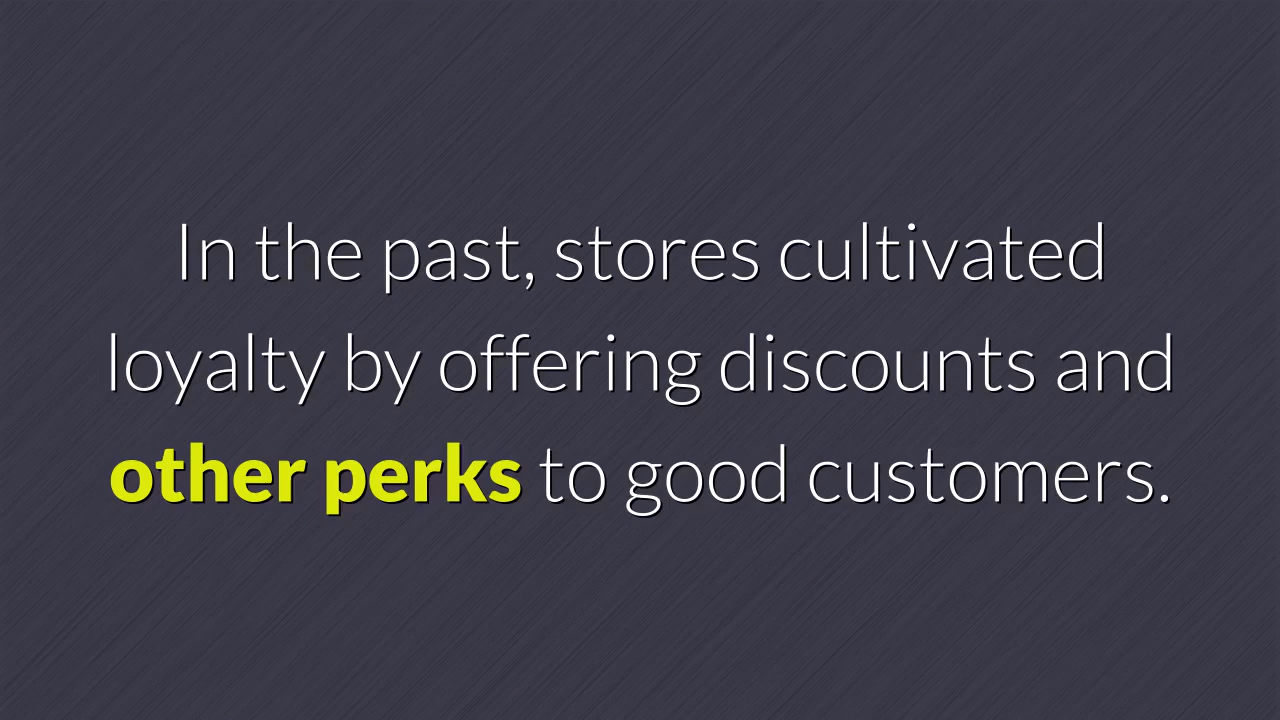 In the past, stores cultivated
loyalty by offering discounts and
other perks to good customers.